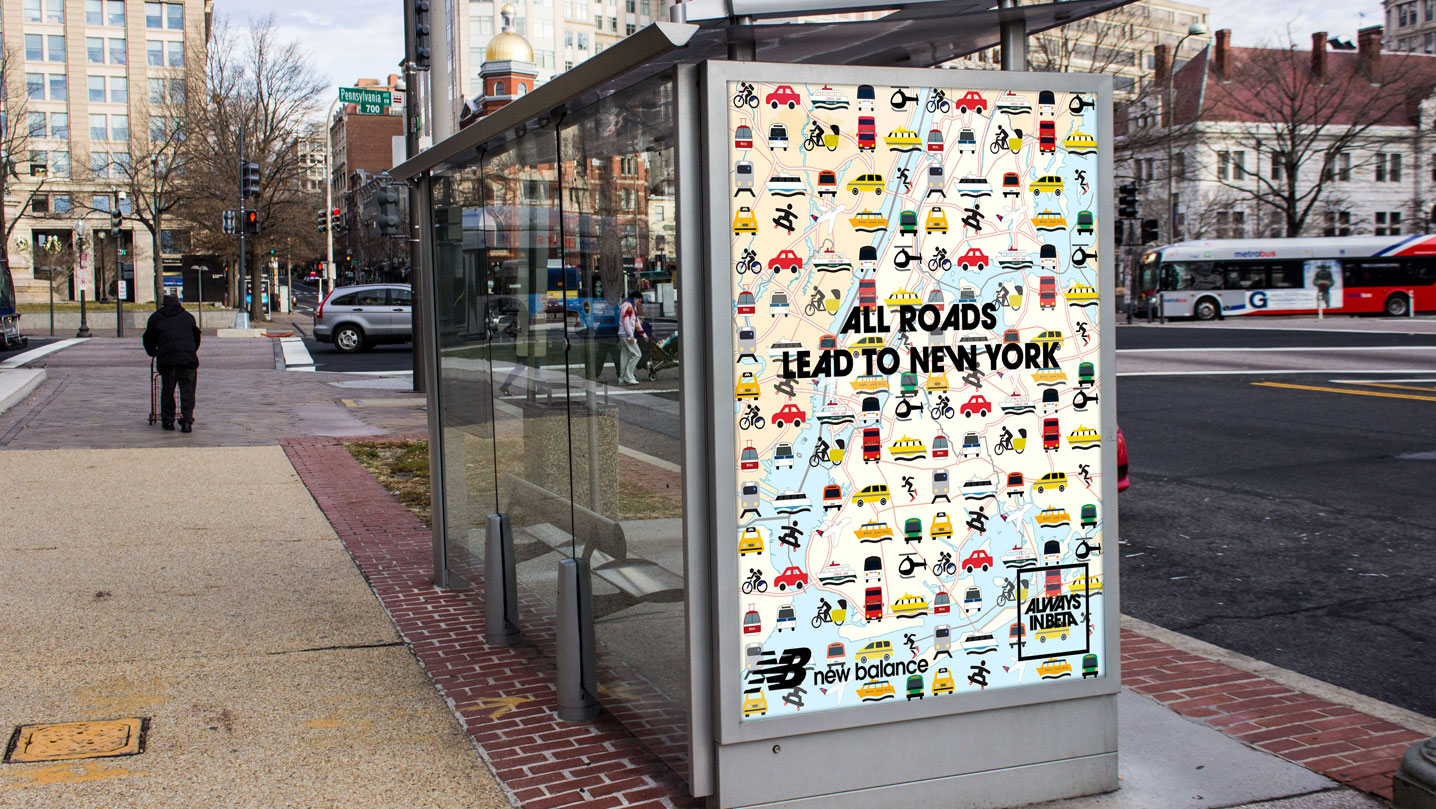 Pennsylvania
700
ALL ROADS
LEAD TO NEW YORK
metrobus
G
ALWAYS
IN BETA
new balance